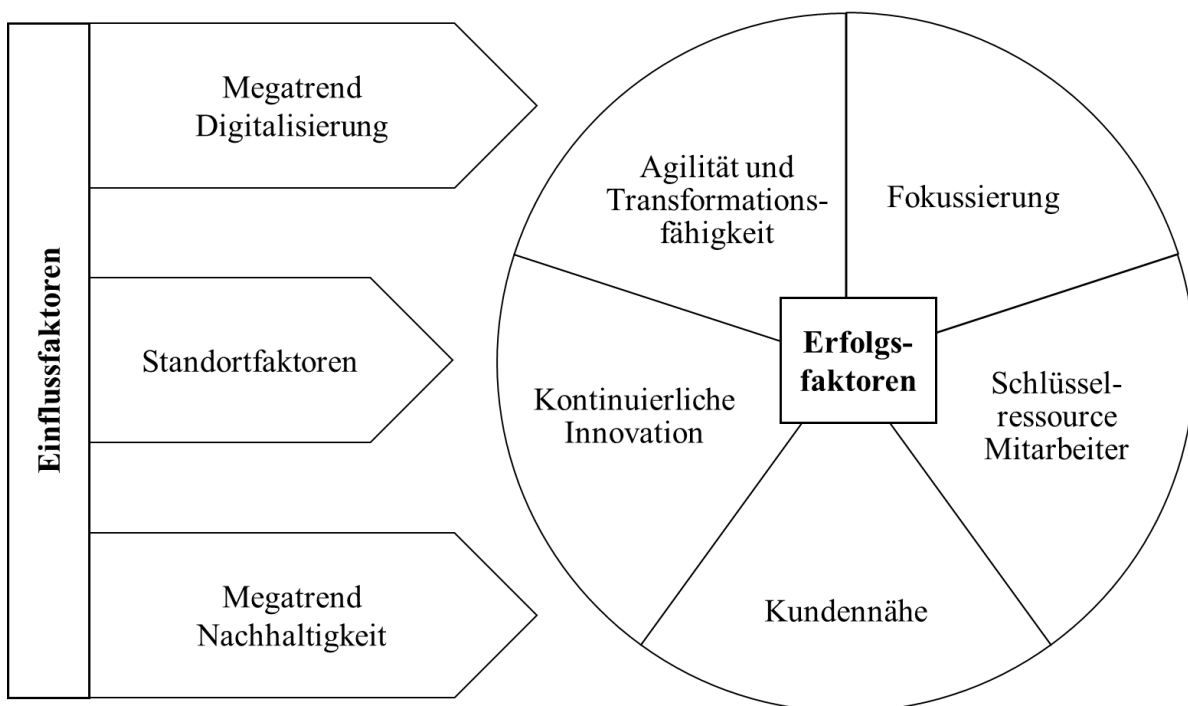 Einflussfaktoren
Megatrend
Digitalisierung
Standortfaktoren
Megatrend
Nachhaltigkeit
Agilität und
Transformations-
fähigkeit
Fokussierung
Erfolgs-
faktoren
Kontinuierliche
Innovation
Schlüssel-
ressource
Mitarbeiter
Kundennähe